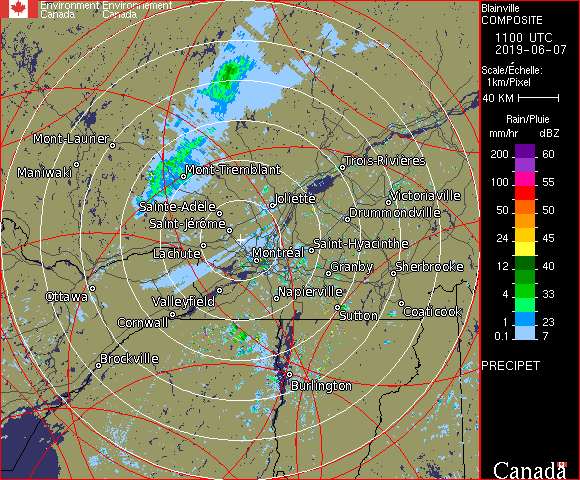 Environment Environnement
Canada Canada
Blainville
COMPOSITE
1100 UTC
2019-06-07
Scale/Échelle:
1km/Pixel
40 KM
Rain/Pluie
mm/hr dBZ
200 60
100 55
50 50
24 45
12 40
4 33
1 23
0.1 7
PRECIPET
Canada
Mont-Laurier
Maniwaki
Mont-Tremblant
Trois-Rivières
Joliette
Victoriaville
Sainte-Adele
Drummondville
Saint-Jérôme
Lachute
Montréal
Saint-Hyacinthe
Granby
Sherbrooke
Ottawa
Valleyfield
Napierville
Cornwall
Sutton
Coaticook
Brockville
Burlington